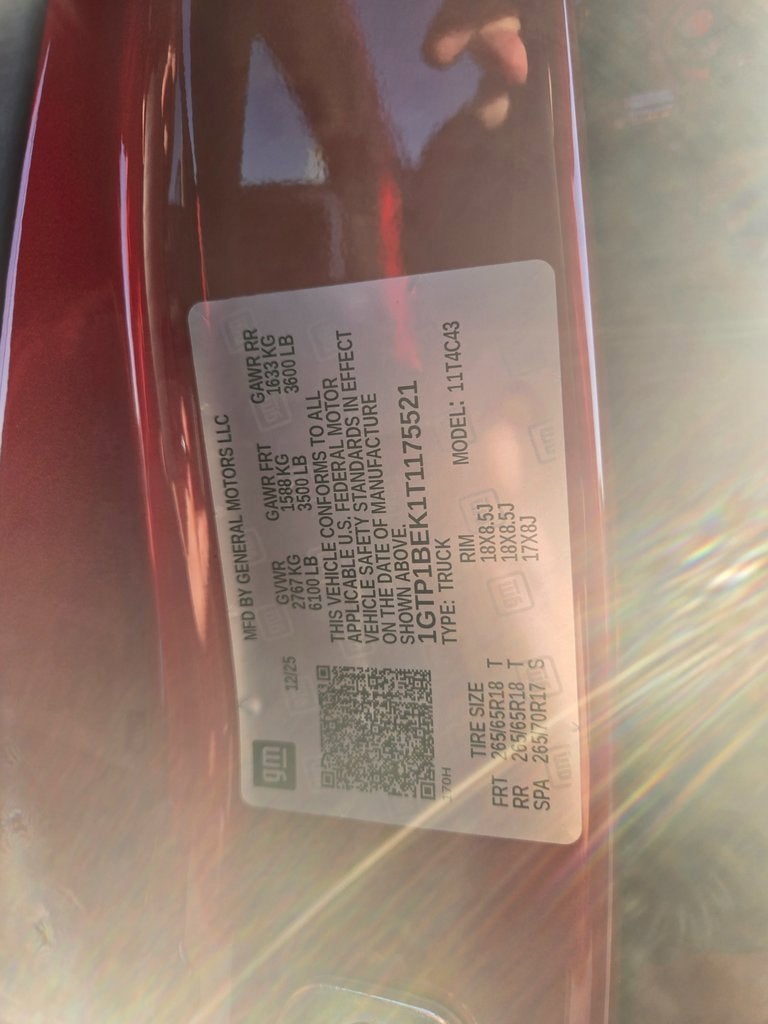 gm
12/25
MFD BY GENERAL MOTORS LLC
GVWR GAWR FRT GAWR RR
2767 KG 1588 KG 1633 KG
6100 LB 3500 LB 3600 LB
THIS VEHICLE CONFORMS TO ALL
APPLICABLE U.S. FEDERAL MOTOR
VEHICLE SAFETY STANDARDS IN EFFECT
ON THE DATE OF MANUFACTURE
SHOWN ABOVE.
1GTP1BEK1T1175521
TYPE: TRUCK MODEL: 11T4C43
170H
TIRE SIZE RIM
FRT 265/65R18 T 18X8.5J
RR 265/65R18 T 18X8.5J
SPA 265/70R17 S 17X8J